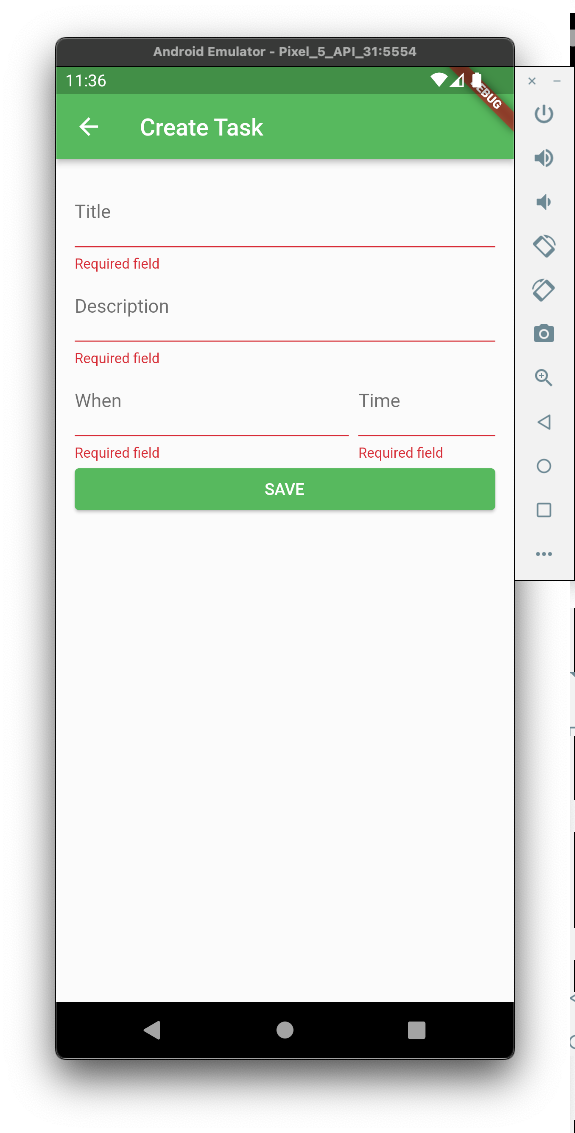 Android Emulator - Pixel_5_API_31:5554
11:36
DEBUG
Create Task
Title
Required field
Description
Required field
When Time
Required field Required field
SAVE